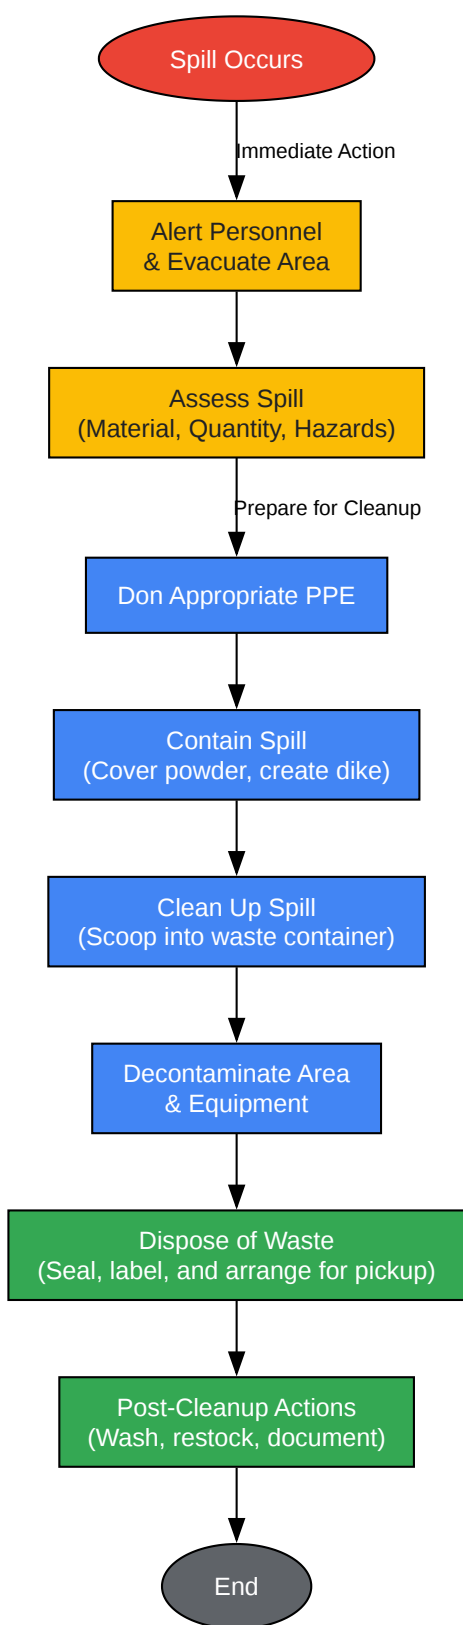 Spill Occurs
Immediate Action
Alert Personnel
& Evacuate Area
Assess Spill
(Material, Quantity, Hazards)
Prepare for Cleanup
Don Appropriate PPE
Contain Spill
(Cover powder, create dike)
Clean Up Spill
(Scoop into waste container)
Decontaminate Area
& Equipment
Dispose of Waste
(Seal, label, and arrange for pickup)
Post-Cleanup Actions
(Wash, restock, document)
End